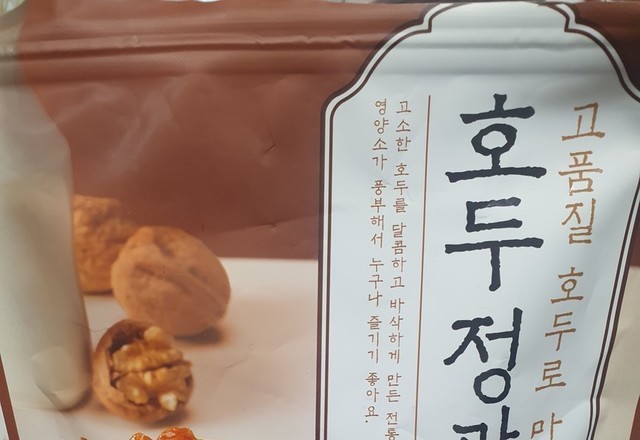 고품질 호두로
호두정
고소한 호두를 달콤하고 바삭하게 만든 전통
영양소가 풍부해서 누구나 즐기기 좋아요.